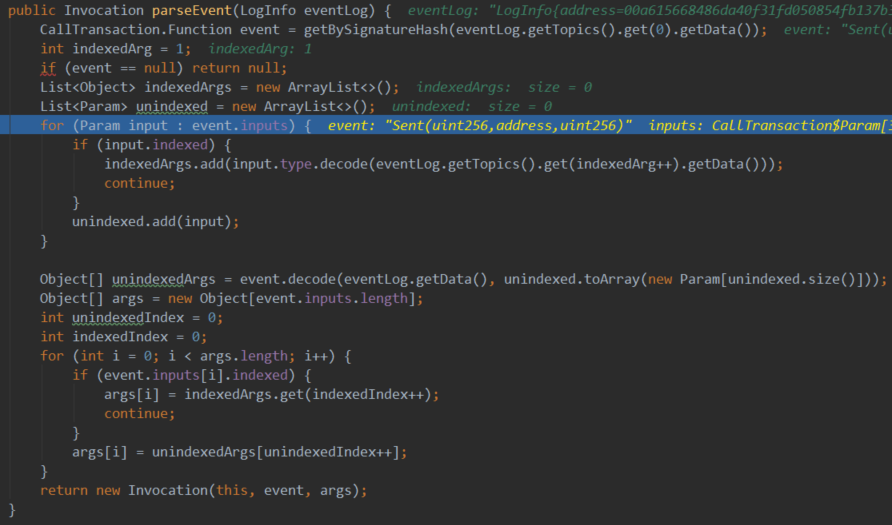 public Invocation parseEvent(LogInfo eventLog) {  eventLog: "LogInfo{address=00a615668486da40f31fd050854fb137b3
    CallTransaction.Function event = getBySignatureHash(eventLog.getTopics().get(0).getData());  event: "Sent(u
    int indexedArg = 1;  indexedArg: 1
    if (event == null) return null;
    List<Object> indexedArgs = new ArrayList<>();  indexedArgs:  size = 0
    List<Param> unindexed = new ArrayList<>();  unindexed:  size = 0
    for (Param input : event.inputs) {  event: "Sent(uint256,address,uint256)"  inputs: CallTransaction$Param[3
        if (input.indexed) {
            indexedArgs.add(input.type.decode(eventLog.getTopics().get(indexedArg++).getData()));
            continue;
        }
        unindexed.add(input);
    }
    Object[] unindexedArgs = event.decode(eventLog.getData(), unindexed.toArray(new Param[unindexed.size()]));
    Object[] args = new Object[event.inputs.length];
    int unindexedIndex = 0;
    int indexedIndex = 0;
    for (int i = 0; i < args.length; i++) {
        if (event.inputs[i].indexed) {
            args[i] = indexedArgs.get(indexedIndex++);
            continue;
        }
        args[i] = unindexedArgs[unindexedIndex++];
    }
    return new Invocation(this, event, args);
}